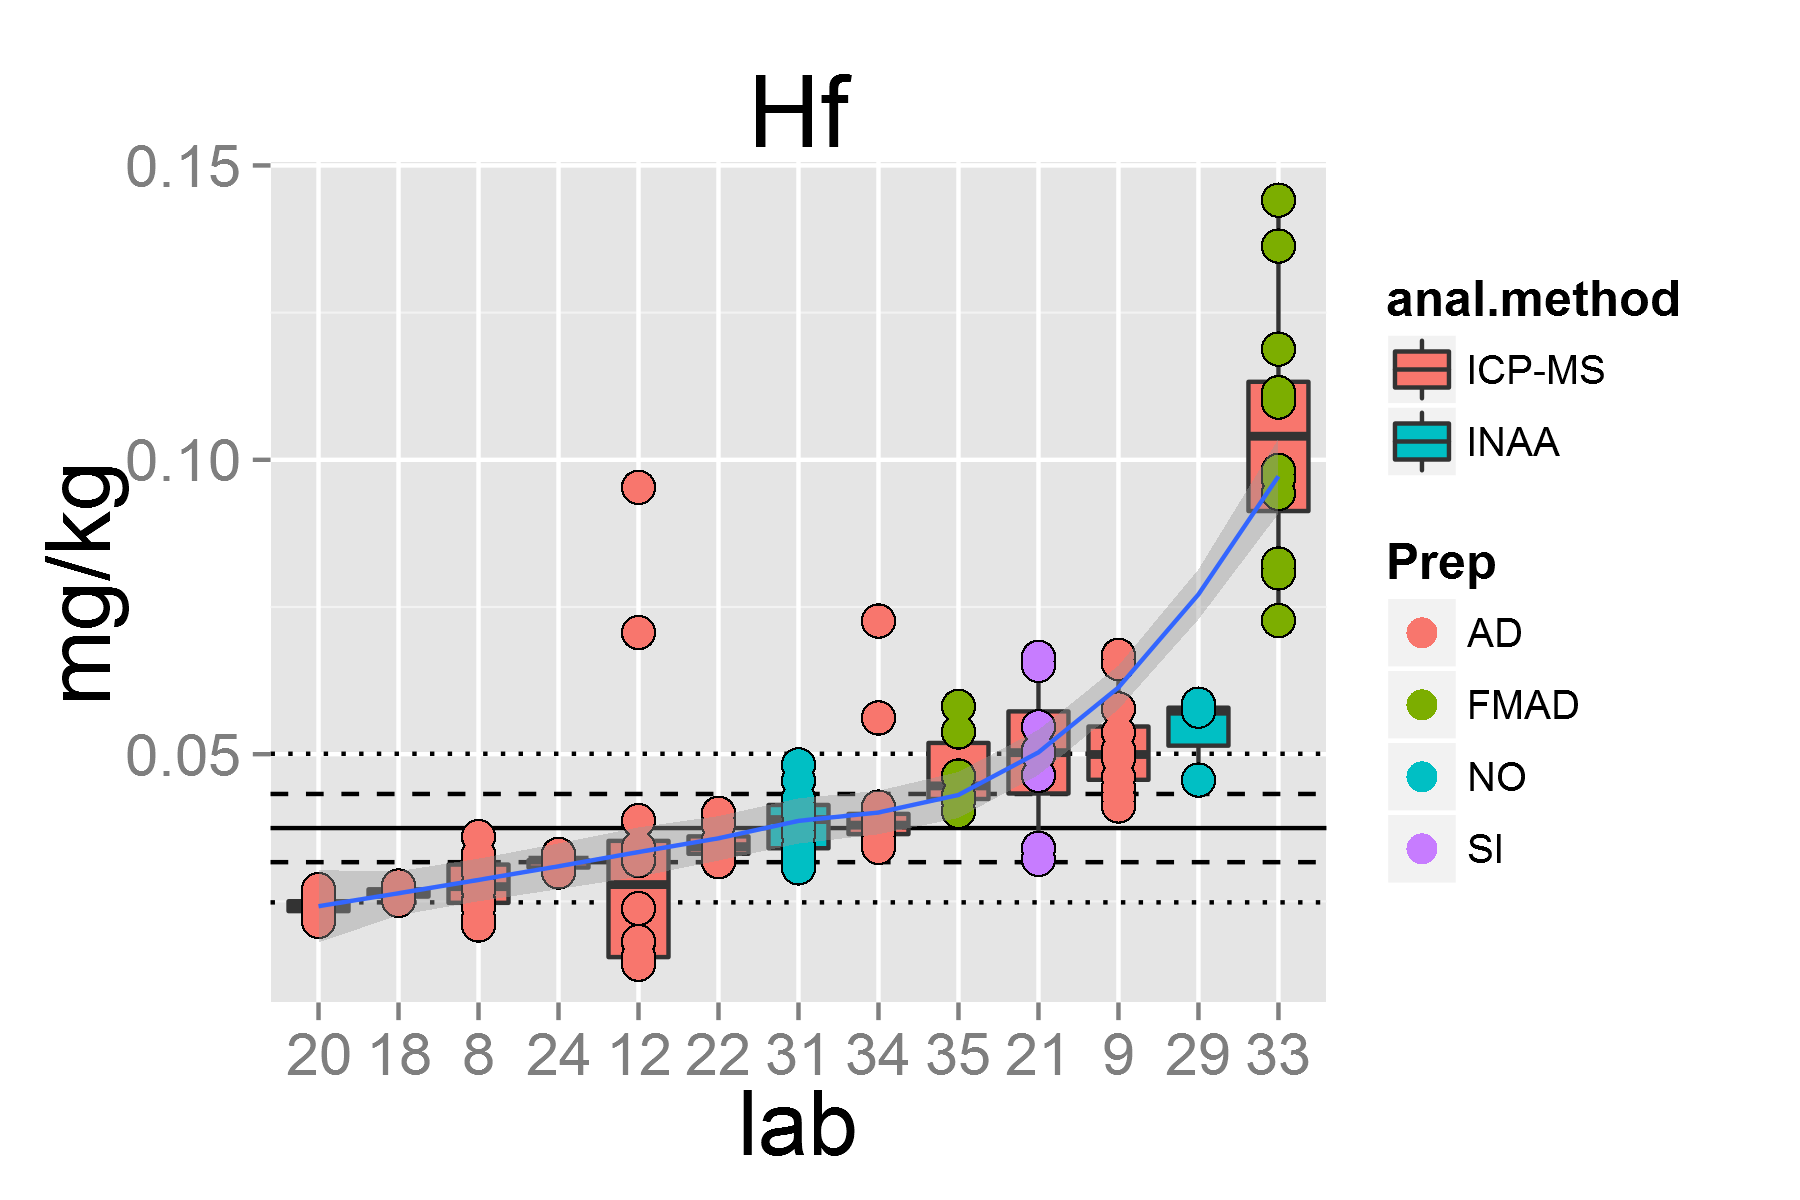 Hf
0.15
0.10
0.05
mg/kg
20 18 8 24 12 22 31 34 35 21 9 29 33
lab
anal.method
ICP-MS
INAA
Prep
AD
FMAD
NO
SI